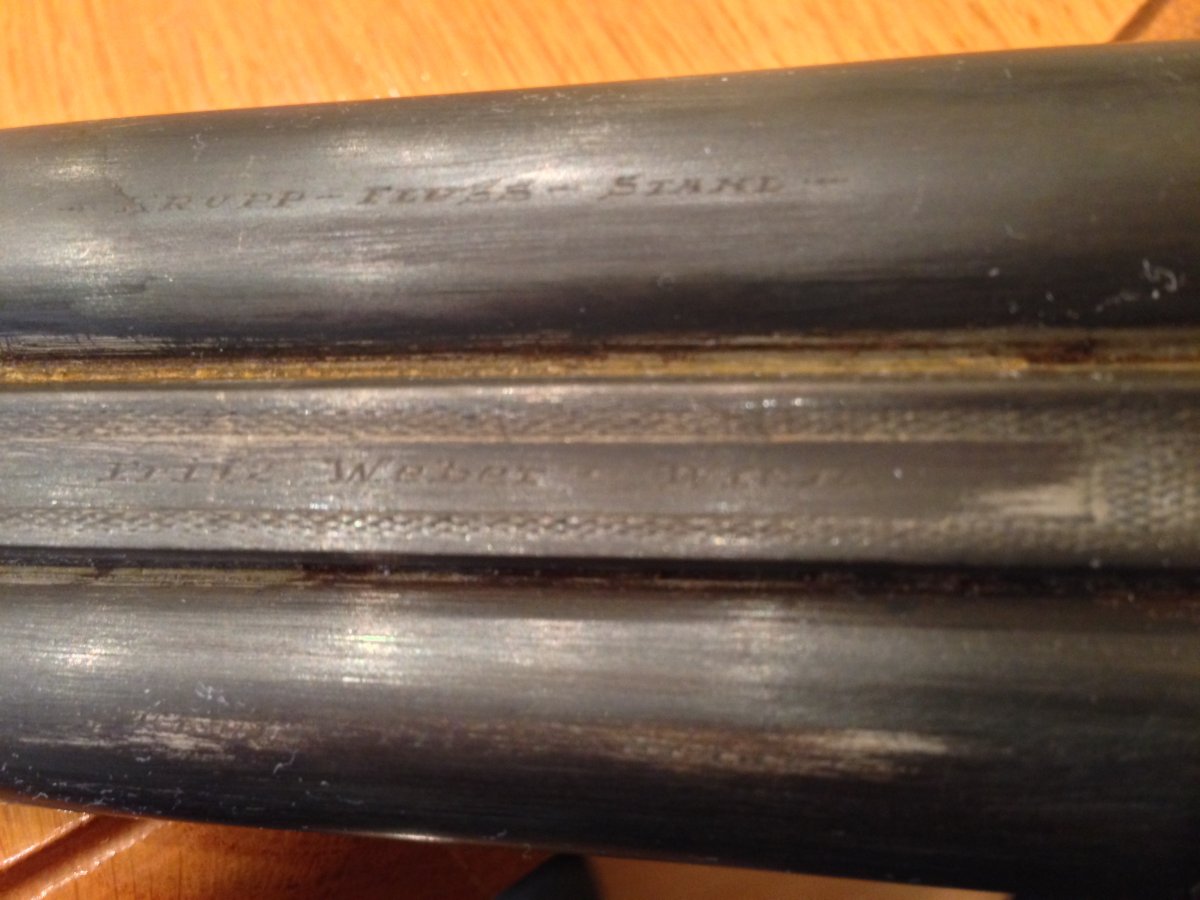 - KRUPP - FLUSS - STAHL -
Fritz Weber -